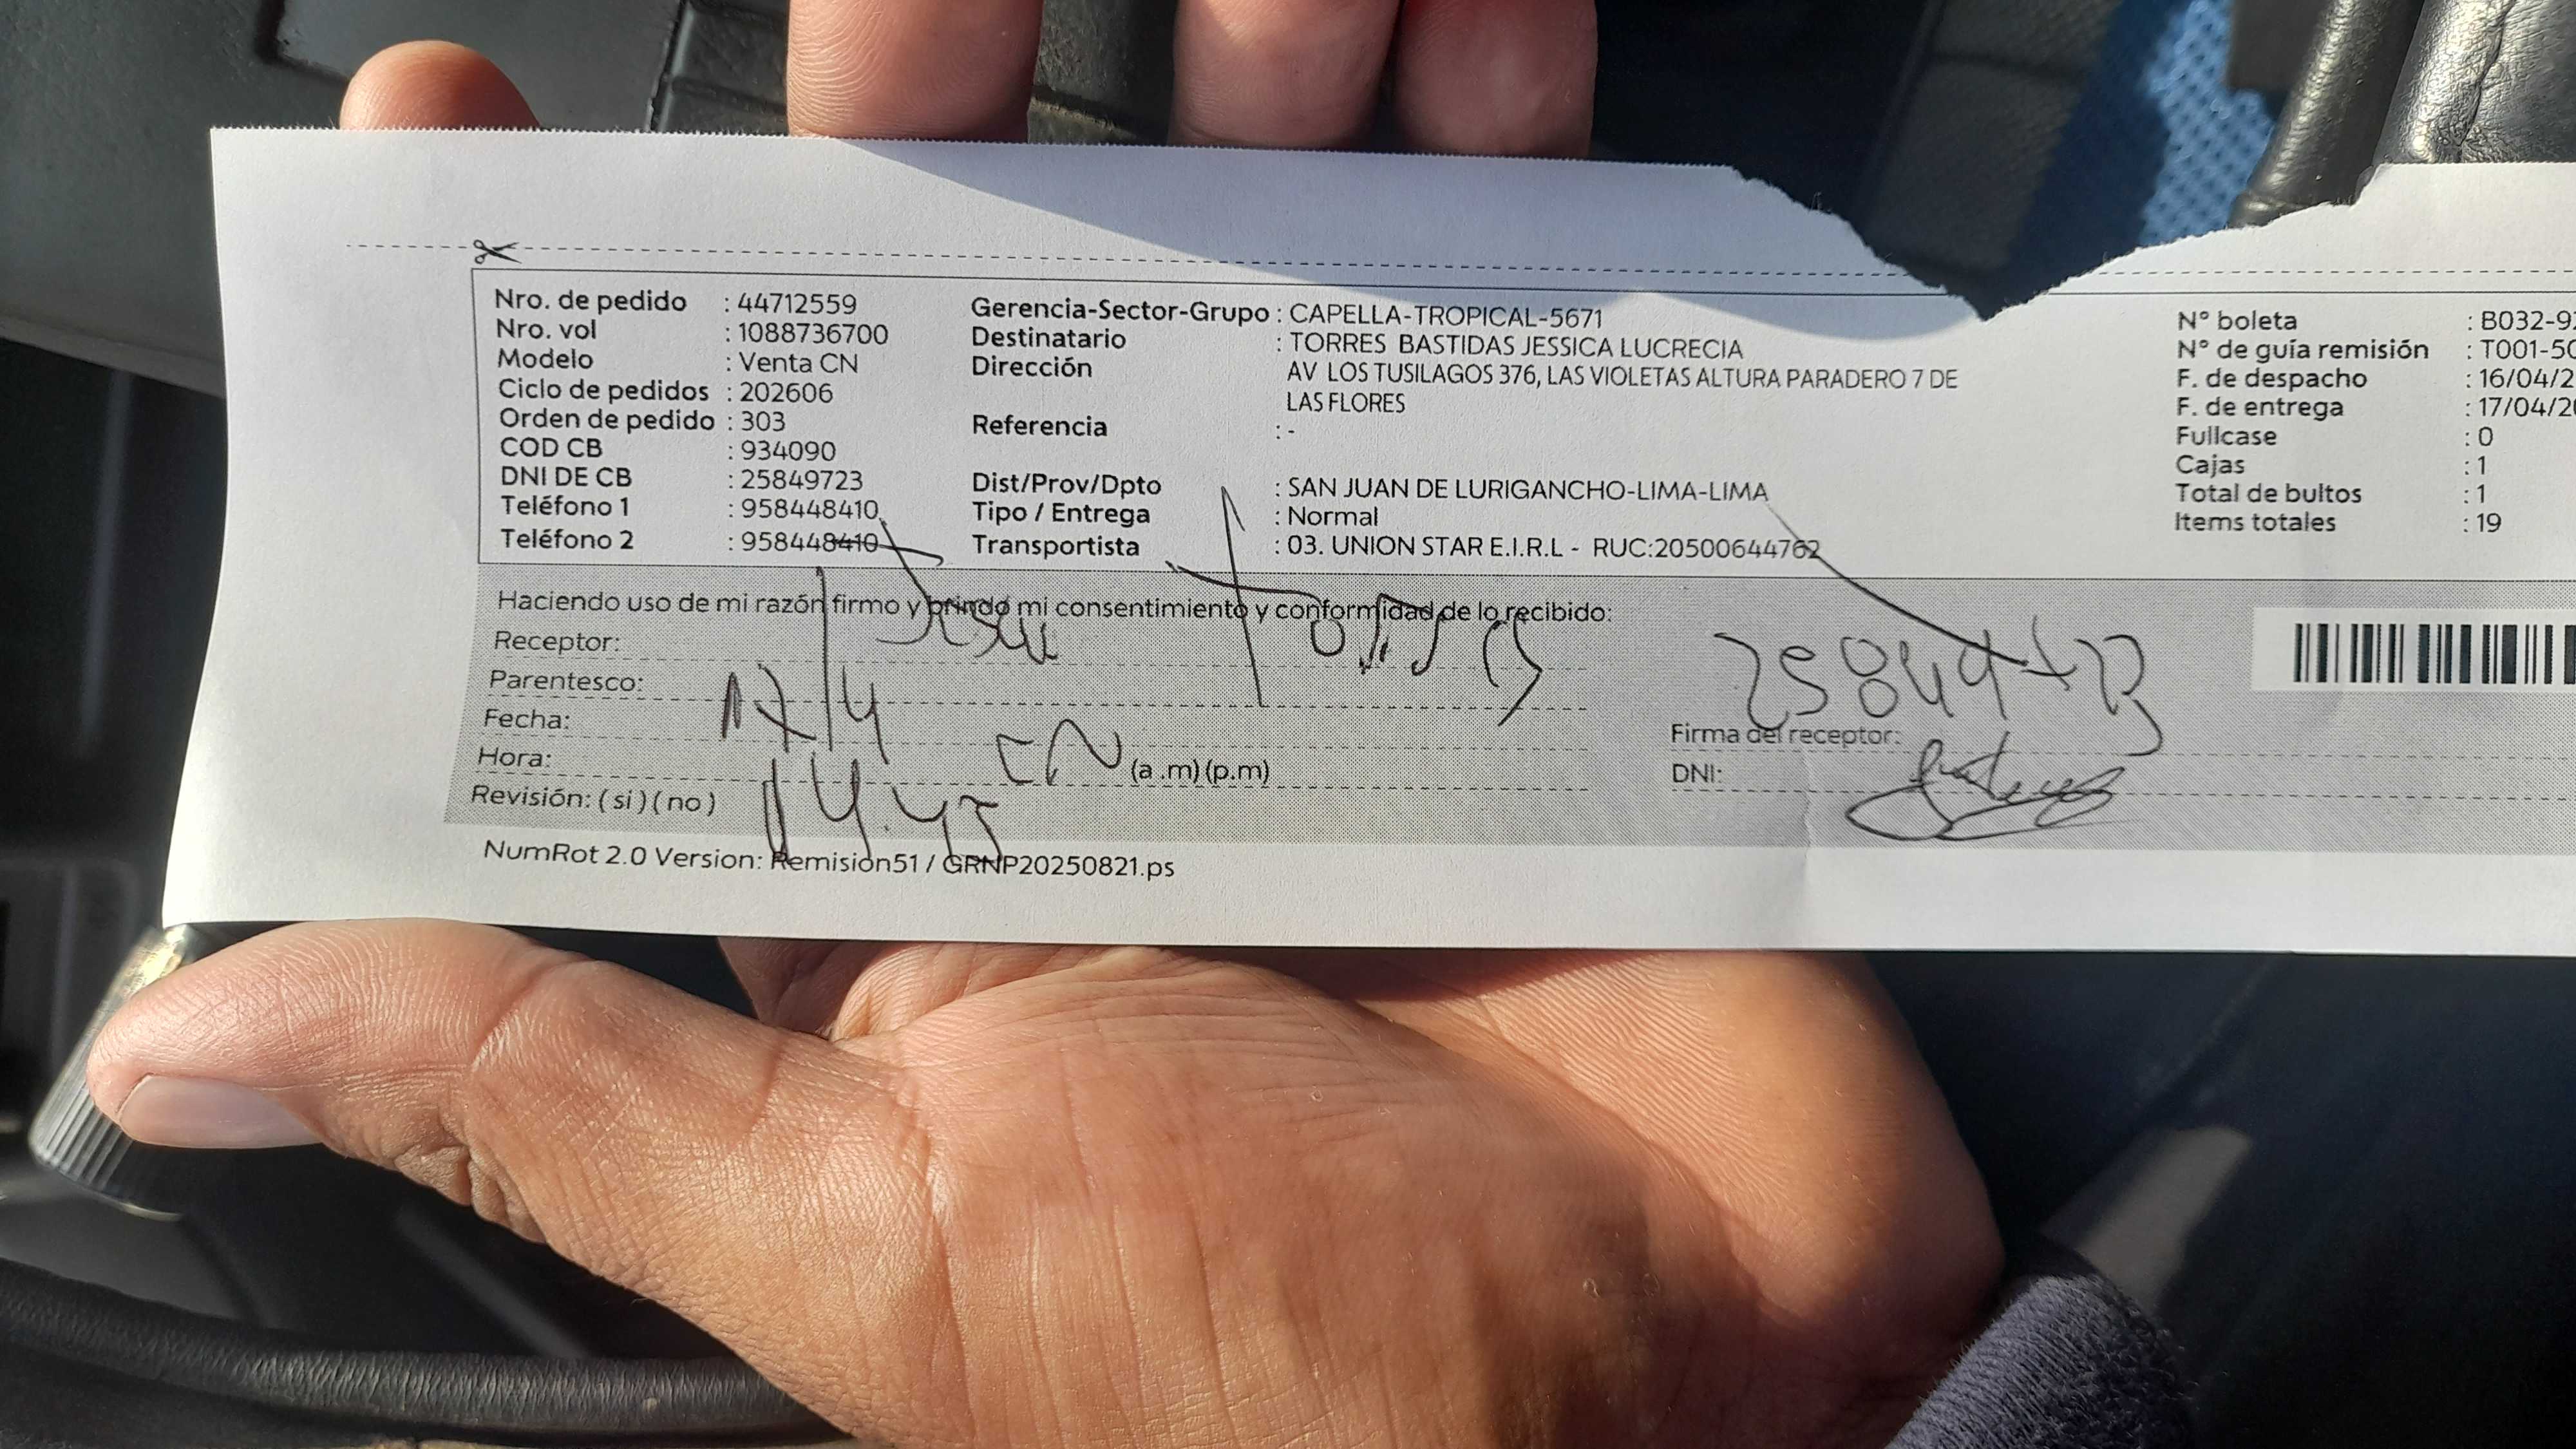 Nro. de pedido : 44712559
Nro. vol : 1088736700
Modelo : Venta CN
Ciclo de pedidos : 202606
Orden de pedido : 303
COD CB : 934090
DNI DE CB : 25849723
Teléfono 1 : 958448410
Teléfono 2 : 958448410
Gerencia-Sector-Grupo : CAPELLA-TROPICAL-5671
Destinatario : TORRES BASTIDAS JESSICA LUCRECIA
Dirección AV LOS TUSILAGOS 376, LAS VIOLETAS ALTURA PARADERO 7 DE
LAS FLORES
Referencia : -
Dist/Prov/Dpto : SAN JUAN DE LURIGANCHO-LIMA-LIMA
Tipo / Entrega : Normal
Transportista : 03. UNION STAR E.I.R.L - RUC:20500644762
N° boleta : B032-9
N° de guía remisión : T001-50
F. de despacho : 16/04/2
F. de entrega : 17/04/20
Fullcase : 0
Cajas : 1
Total de bultos : 1
Items totales : 19
Haciendo uso de mi razón firmo y brindo mi consentimiento y conformidad de lo recibido:
Receptor: Torres
Parentesco:
Fecha: 17/4
Hora: 14.45 (a .m) (p.m)
Revisión: ( si ) ( no )
25849723
Firma del receptor:
DNI:
NumRot 2.0 Version: Remision51 / GRNP20250821.ps